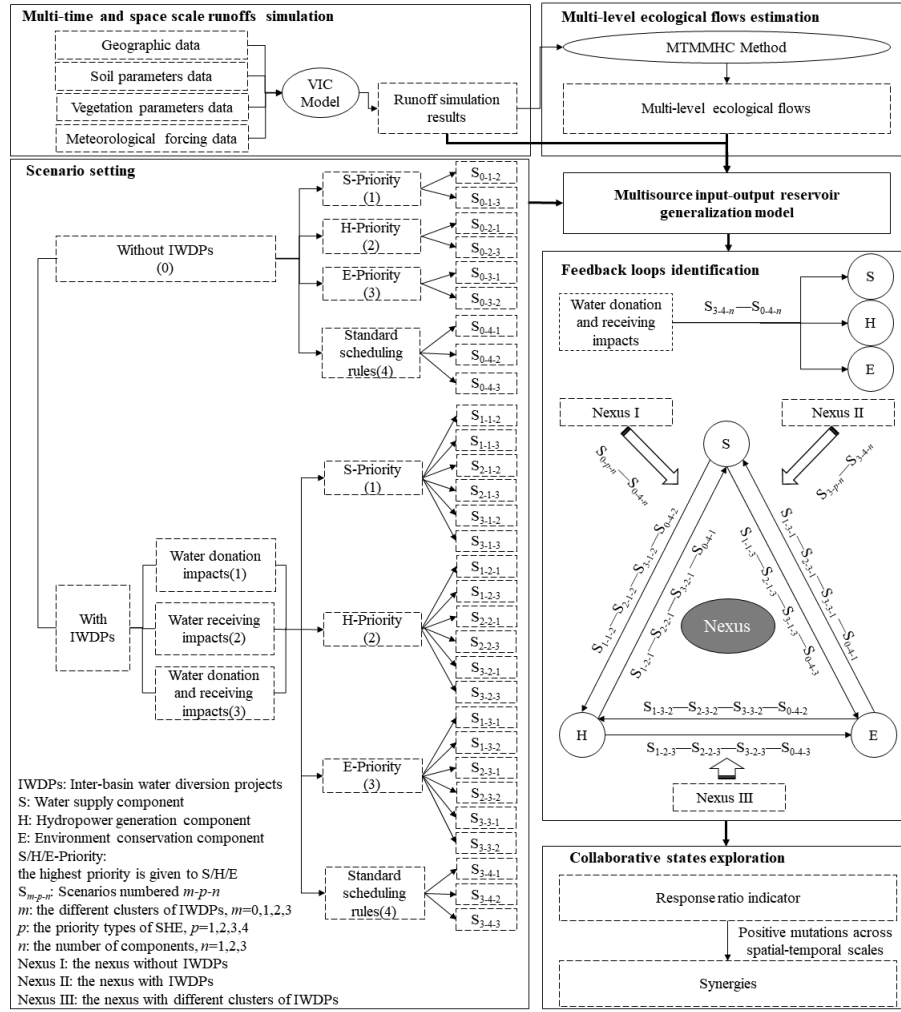 Multi-time and space scale runoffs simulation
Geographic data
Soil parameters data
Vegetation parameters data
Meteorological forcing data
VIC
Model
Runoff simulation
results
Multi-level ecological flows estimation
MTMMHC Method
Multi-level ecological flows
Scenario setting
Without IWDPs
(0)
S-Priority
(1)
H-Priority
(2)
E-Priority
(3)
Standard
scheduling
rules(4)
S0-1-2
S0-1-3
S0-2-1
S0-2-3
S0-3-1
S0-3-2
S0-4-1
S0-4-2
S0-4-3
With
IWDPs
Water donation
impacts(1)
Water receiving
impacts(2)
Water donation
and receiving
impacts(3)
S-Priority
(1)
H-Priority
(2)
E-Priority
(3)
Standard
scheduling
rules(4)
S1-1-2
S1-1-3
S2-1-2
S2-1-3
S3-1-2
S3-1-3
S1-2-1
S1-2-3
S2-2-1
S2-2-3
S3-2-1
S3-2-3
S1-3-1
S1-3-2
S2-3-1
S2-3-2
S3-3-1
S3-3-2
S3-4-1
S3-4-2
S3-4-3
IWDPs: Inter-basin water diversion projects
S: Water supply component
H: Hydropower generation component
E: Environment conservation component
S/H/E-Priority:
the highest priority is given to S/H/E
Sm-p-n: Scenarios numbered m-p-n
m: the different clusters of IWDPs, m=0,1,2,3
p: the priority types of SHE, p=1,2,3,4
n: the number of components, n=1,2,3
Nexus I: the nexus without IWDPs
Nexus II: the nexus with IWDPs
Nexus III: the nexus with different clusters of IWDPs
Multisource input-output reservoir
generalization model
Feedback loops identification
Water donation
and receiving
impacts
S3-4-n—S0-4-n
S
H
E
Nexus I
Nexus II
S0-p-n—S0-4-n
S3-p-n—S3-4-n
S
S1-1-2—S2-1-2—S3-1-2—S0-4-2
S1-2-1—S2-2-1—S3-2-1—S0-4-1
S1-1-3—S2-1-3—S3-1-3—S0-4-3
S1-3-1—S2-3-1—S3-3-1—S0-4-1
Nexus
S1-3-2—S2-3-2—S3-3-2—S0-4-2
H
E
S1-2-3—S2-2-3—S3-2-3—S0-4-3
Nexus III
Collaborative states exploration
Response ratio indicator
Positive mutations across
spatial-temporal scales
Synergies